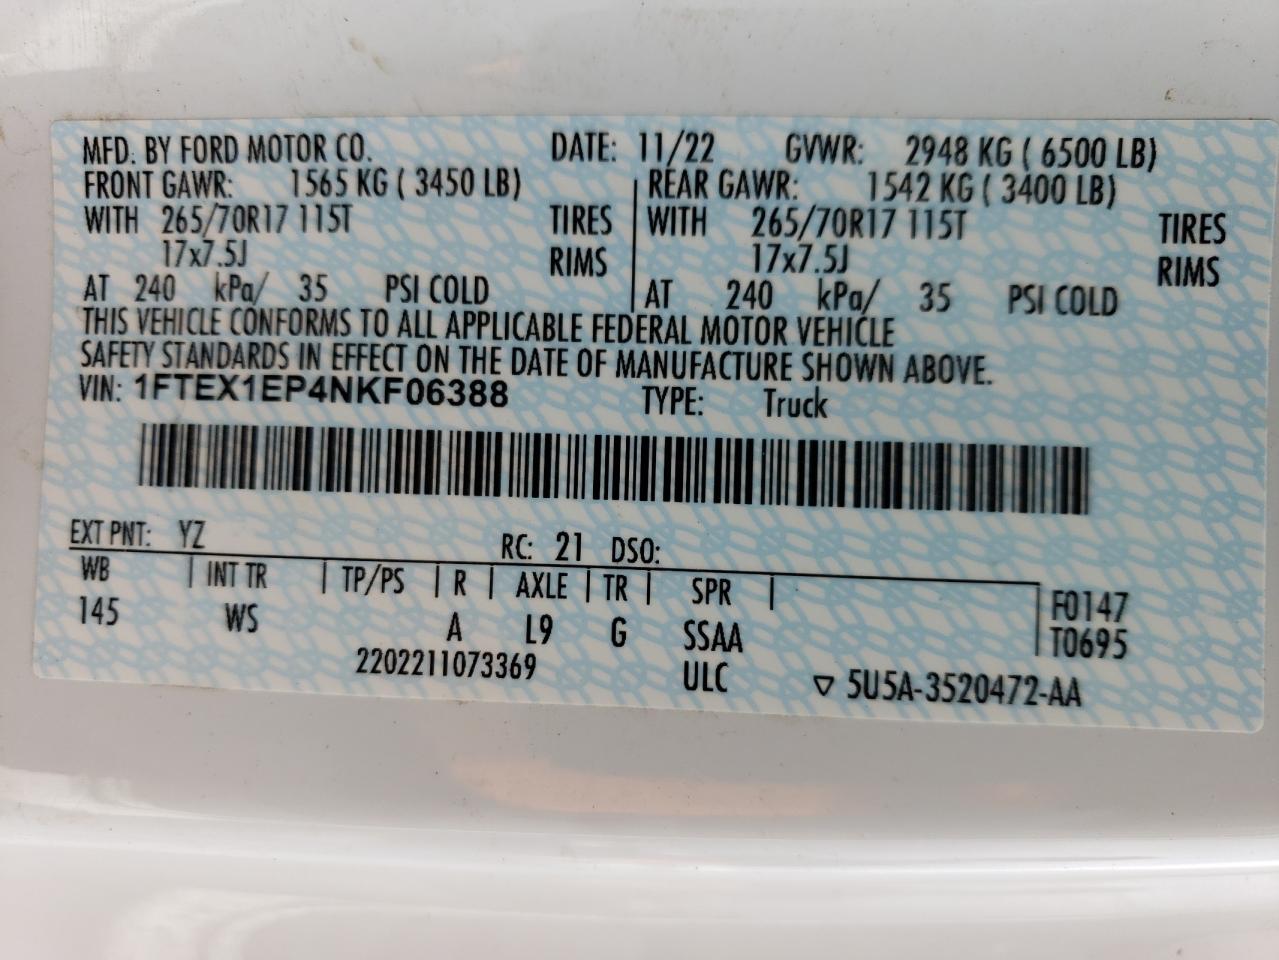 MFD. BY FORD MOTOR CO. DATE: 11/22 GVWR: 2948 KG ( 6500 LB)
FRONT GAWR: 1565 KG ( 3450 LB) REAR GAWR: 1542 KG ( 3400 LB)
WITH 265/70R17 115T TIRES WITH 265/70R17 115T TIRES
17x7.5J RIMS 17x7.5J RIMS
AT 240 kPa/ 35 PSI COLD AT 240 kPa/ 35 PSI COLD
THIS VEHICLE CONFORMS TO ALL APPLICABLE FEDERAL MOTOR VEHICLE
SAFETY STANDARDS IN EFFECT ON THE DATE OF MANUFACTURE SHOWN ABOVE.
VIN: 1FTEX1EP4NKF06388 TYPE: Truck
EXT PNT: YZ RC: 21 DSO:
WB INT TR TP/PS R AXLE TR SPR F0147
145 WS A L9 G SSAA T0695
2202211073369 ULC ▽ 5U5A-3520472-AA